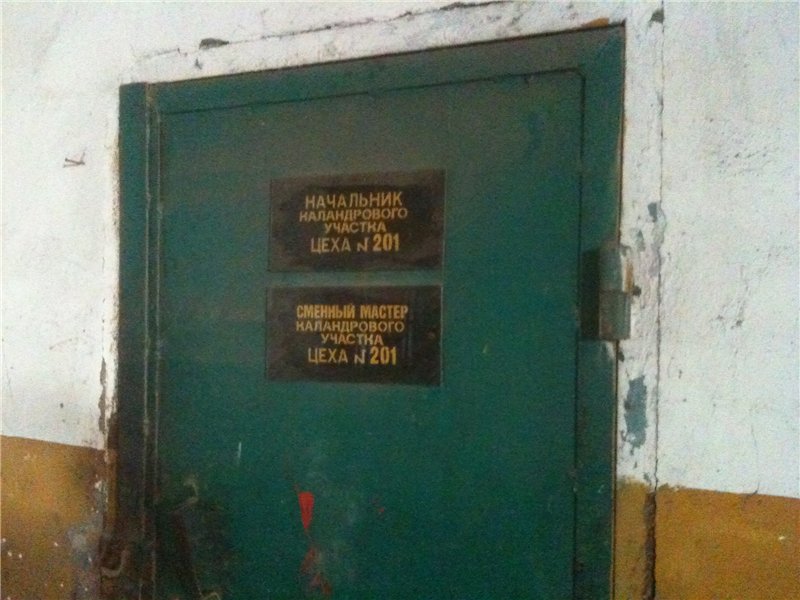 НАЧАЛЬНИК
КАЛАНДРОВОГО
УЧАСТКА
ЦЕХА N 201
СМЕННЫЙ МАСТЕР
КАЛАНДРОВОГО
УЧАСТКА
ЦЕХА N 201